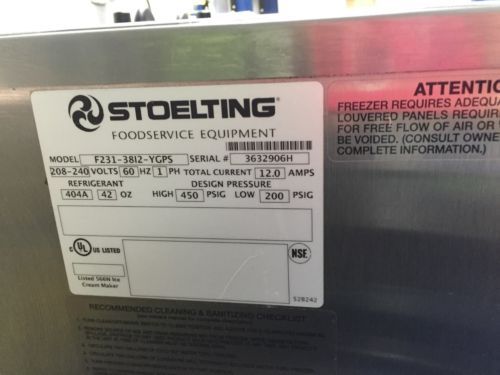 STOELTING®
FOODSERVICE EQUIPMENT
MODEL F231-38I2-YGPS SERIAL # 3632906H
208-240 VOLTS 60 HZ 1 PH TOTAL CURRENT 12.0 AMPS
REFRIGERANT DESIGN PRESSURE
404A 42 OZ HIGH 450 PSIG LOW 200 PSIG
C UL US LISTED
NSF
Listed 566N Ice
Cream Maker
528242
ATTENTIO
FREEZER REQUIRES ADEQUA
LOUVERED PANELS REQUIRE
FOR FREE FLOW OF AIR OR
BE VOIDED. (CONSULT OWNE
COMPLETE INFORMATION.)
RECOMMENDED CLEANING & SANITIZING CHECKLIST